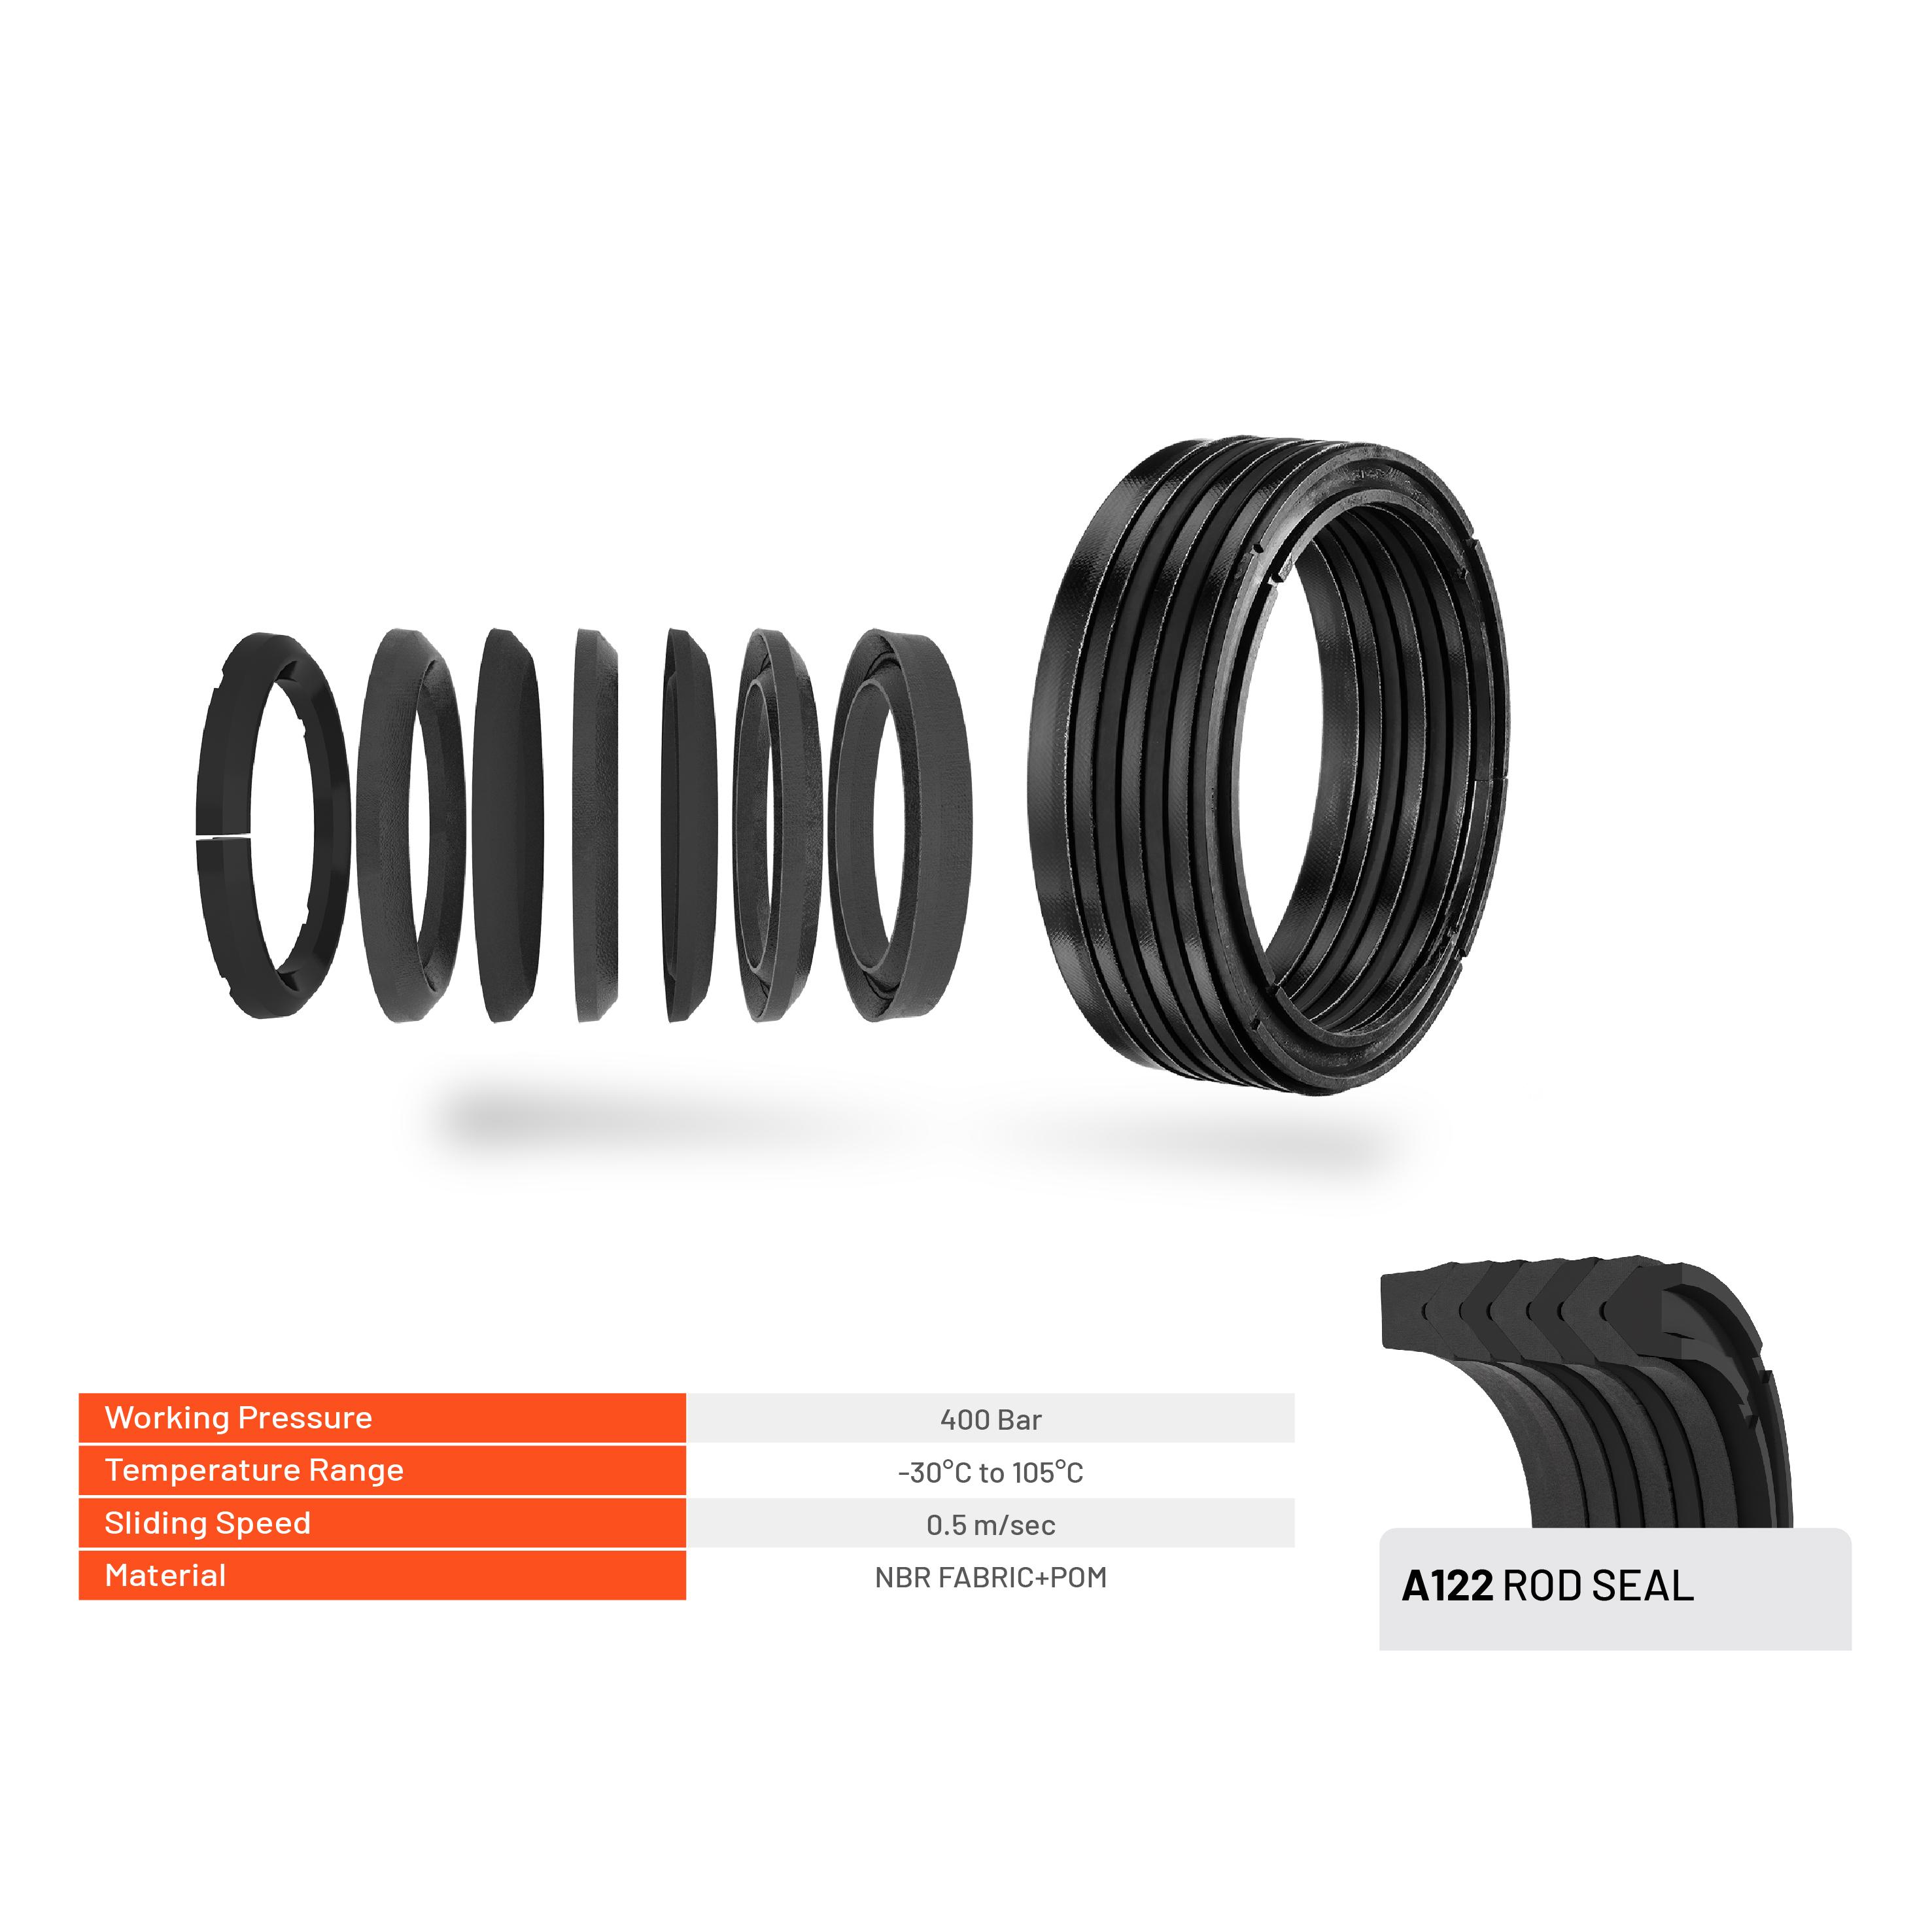 Working Pressure 400 Bar
Temperature Range -30°C to 105°C
Sliding Speed 0.5 m/sec
Material NBR FABRIC+POM
A122 ROD SEAL